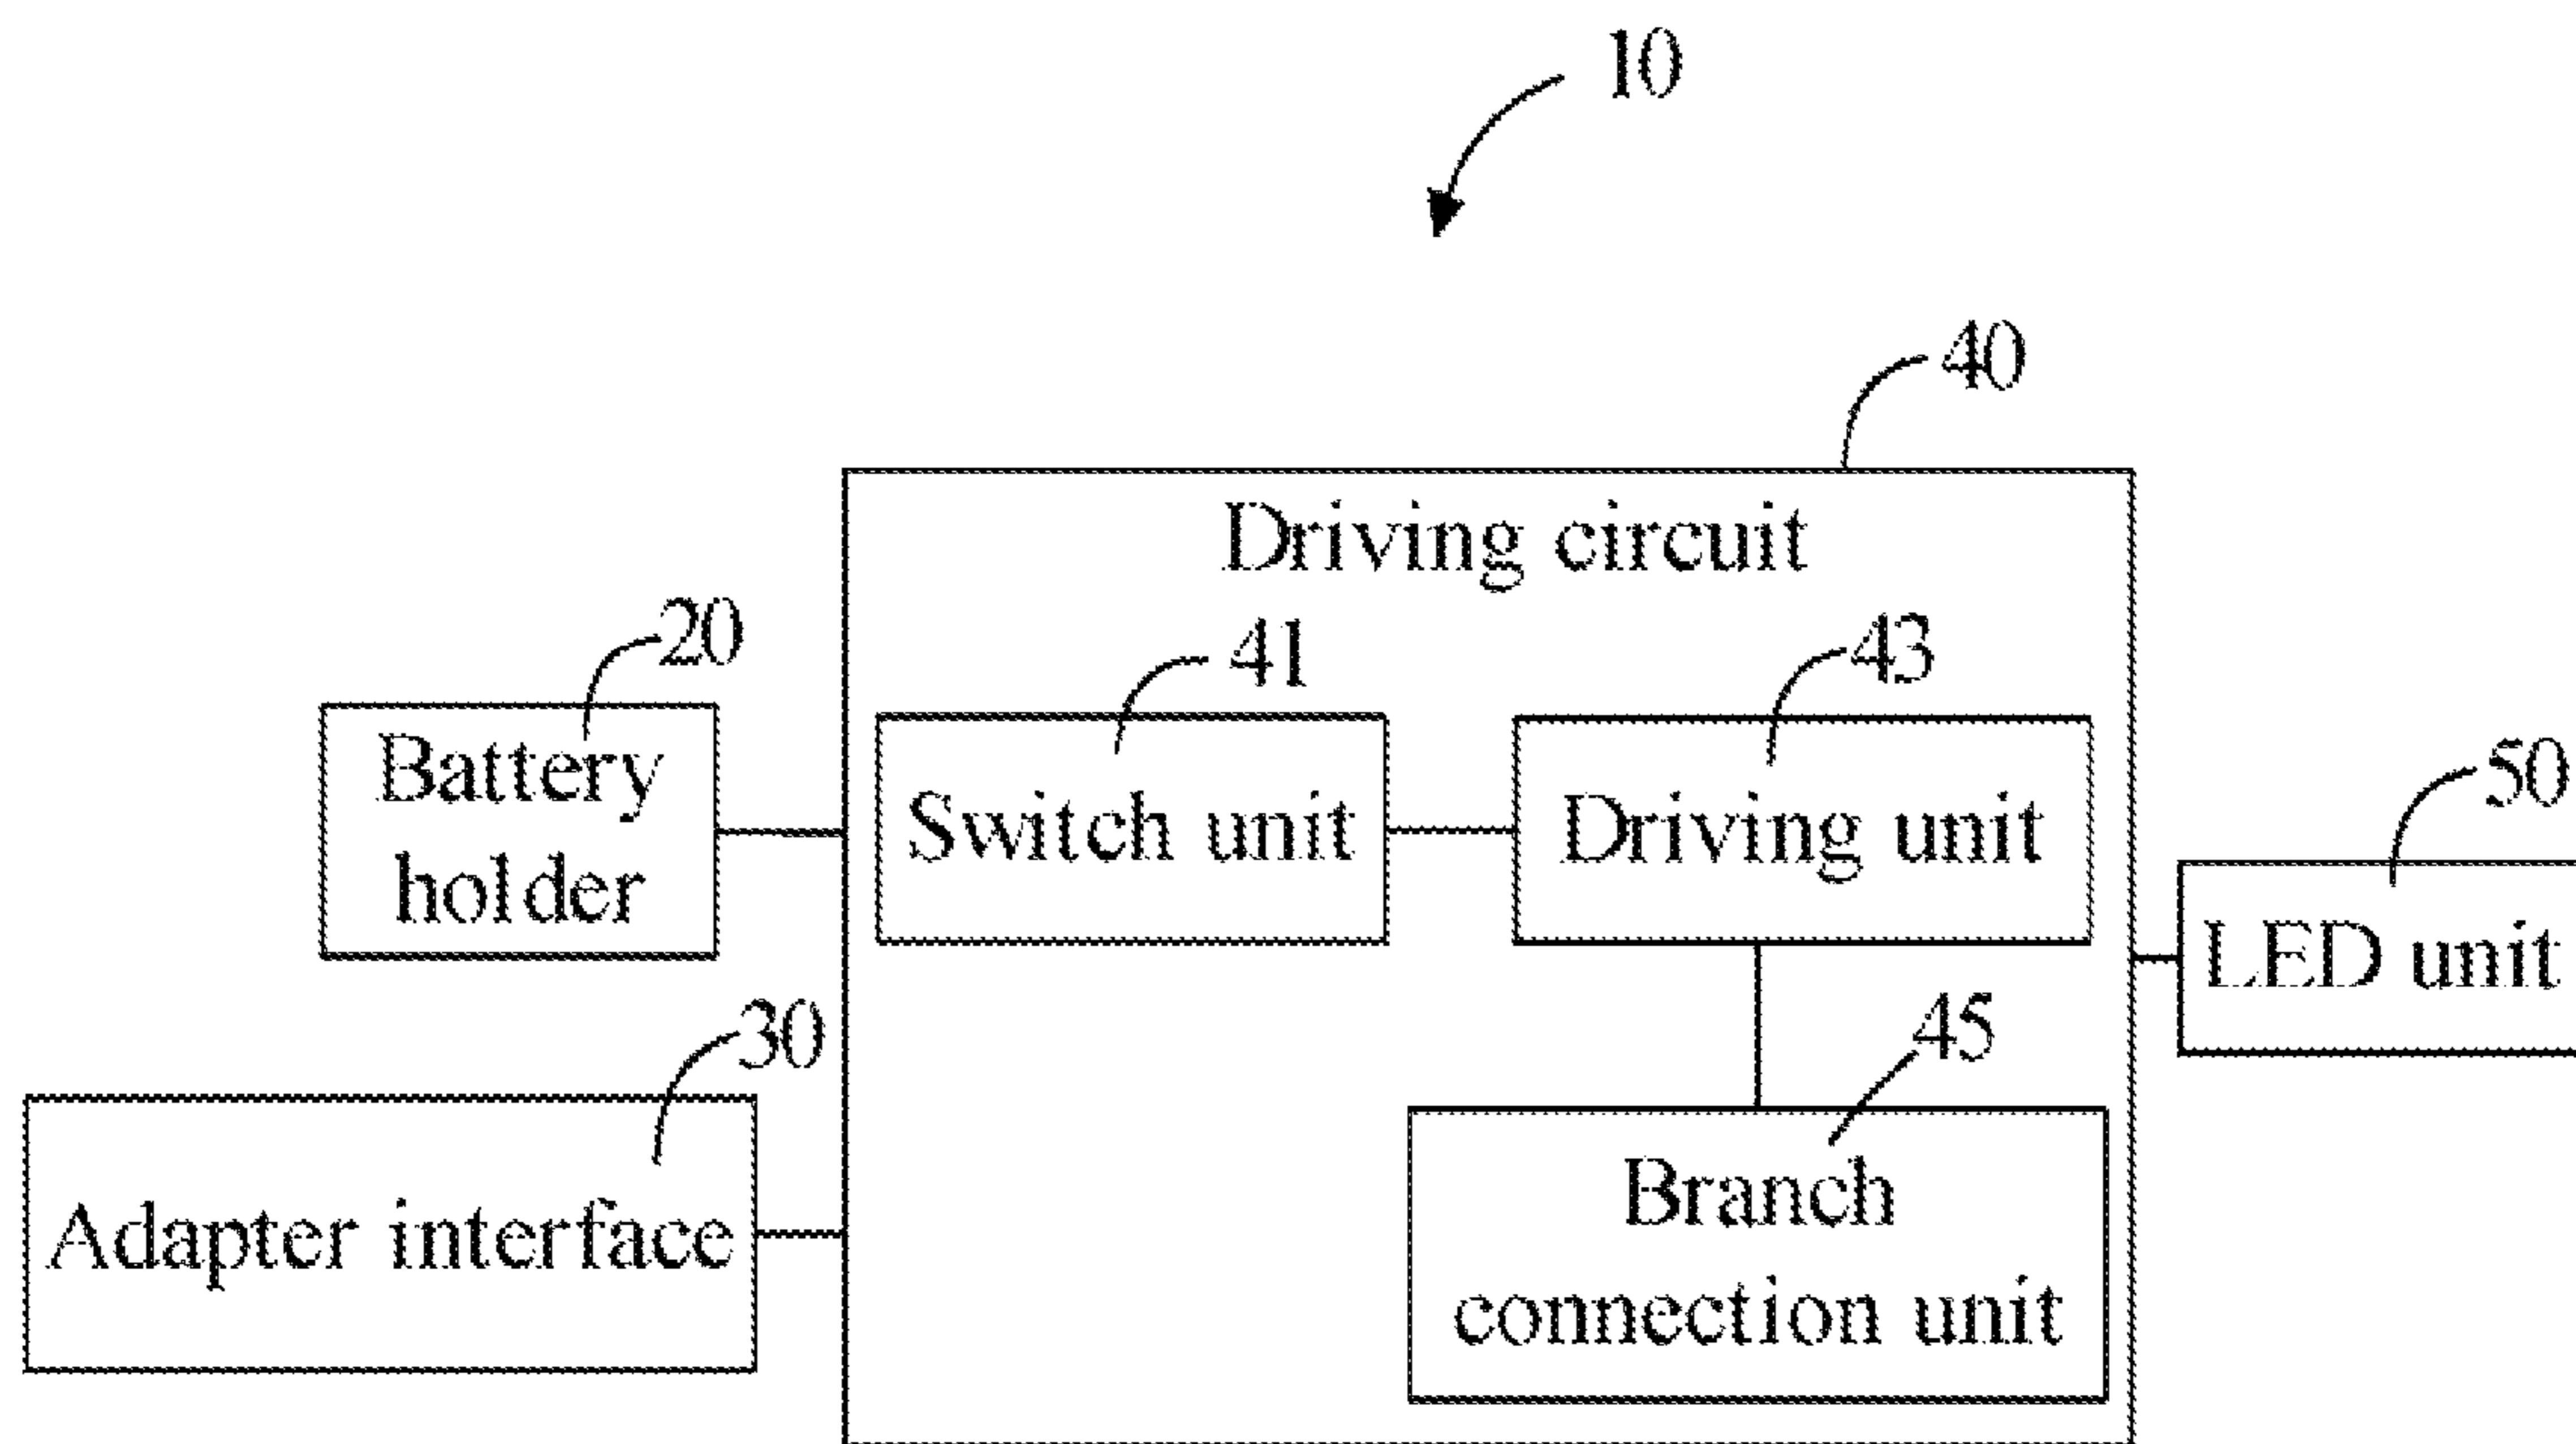 10
40
Driving circuit
20
41
43
Battery
holder
Switch unit
Driving unit
50
LED unit
30
45
Adapter interface
Branch
connection unit